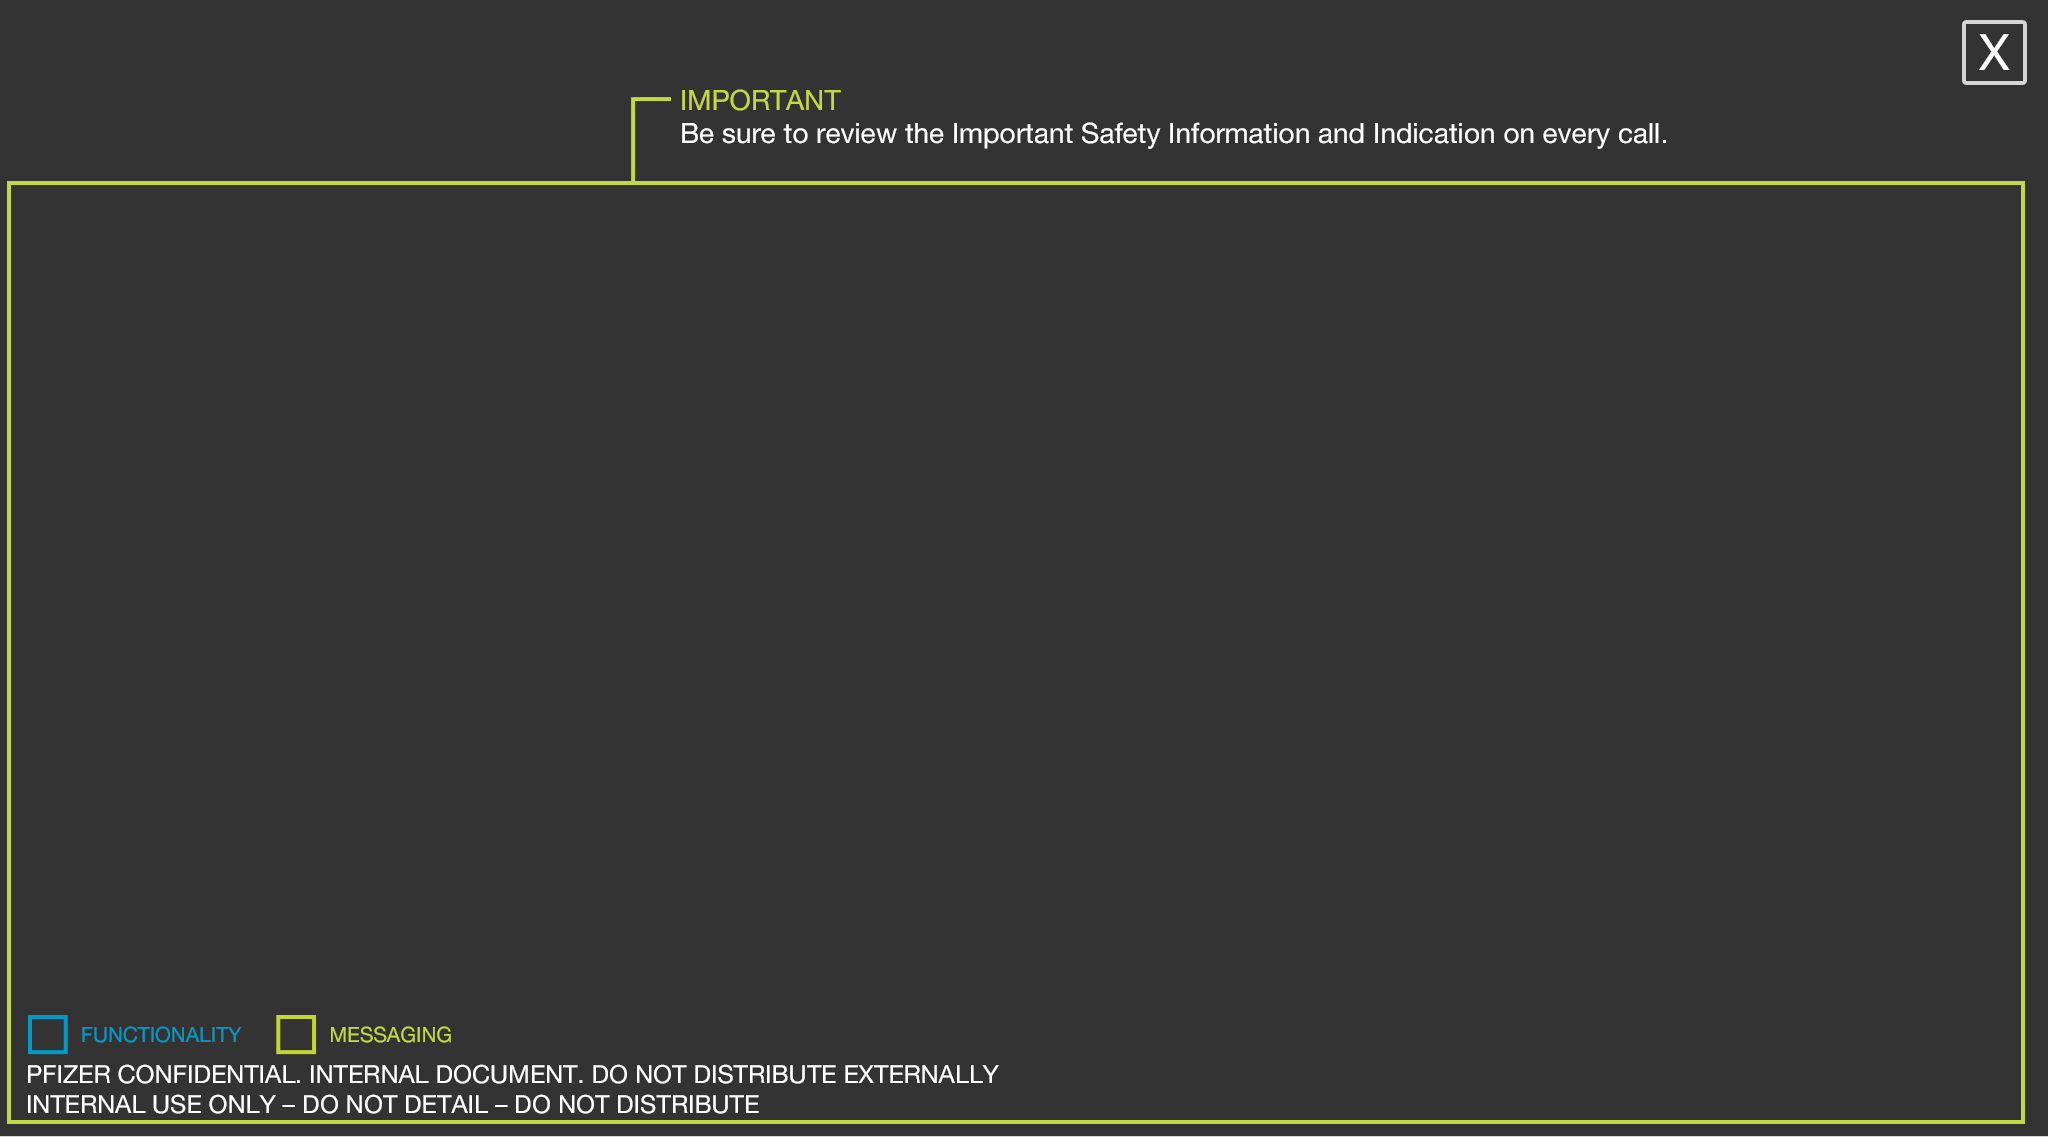 X
IMPORTANT
Be sure to review the Important Safety Information and Indication on every call.
FUNCTIONALITY MESSAGING
PFIZER CONFIDENTIAL. INTERNAL DOCUMENT. DO NOT DISTRIBUTE EXTERNALLY
INTERNAL USE ONLY – DO NOT DETAIL – DO NOT DISTRIBUTE